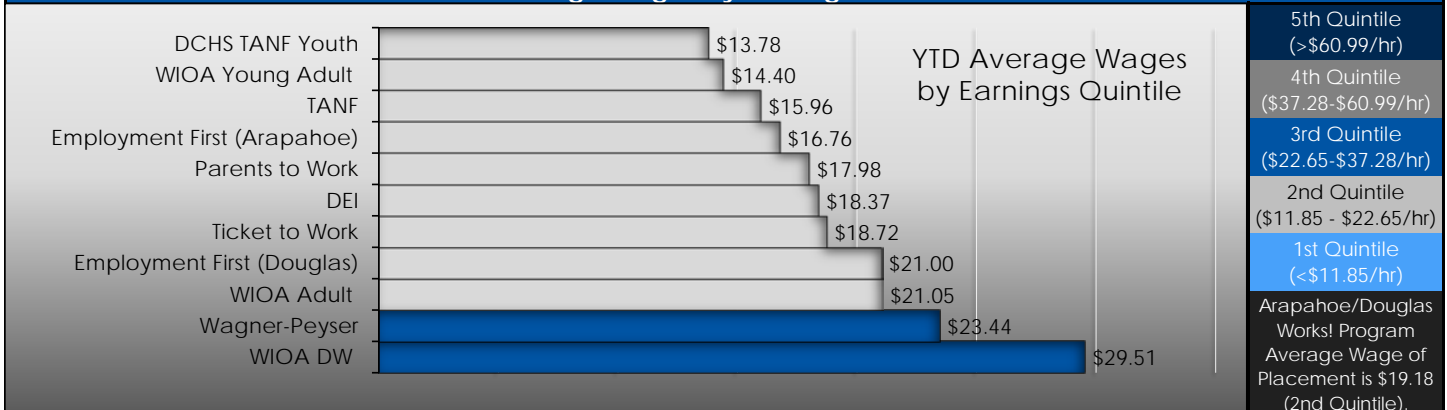 DCHS TANF Youth
$13.78
WIOA Young Adult
$14.40
TANF
$15.96
Employment First (Arapahoe)
$16.76
Parents to Work
$17.98
DEI
$18.37
Ticket to Work
$18.72
Employment First (Douglas)
$21.00
WIOA Adult
$21.05
Wagner-Peyser
$23.44
WIOA DW
$29.51
YTD Average Wages
by Earnings Quintile
5th Quintile
(>$60.99/hr)
4th Quintile
($37.28-$60.99/hr)
3rd Quintile
($22.65-$37.28/hr)
2nd Quintile
($11.85 - $22.65/hr)
1st Quintile
(<$11.85/hr)
Arapahoe/Douglas
Works! Program
Average Wage of
Placement is $19.18
(2nd Quintile).